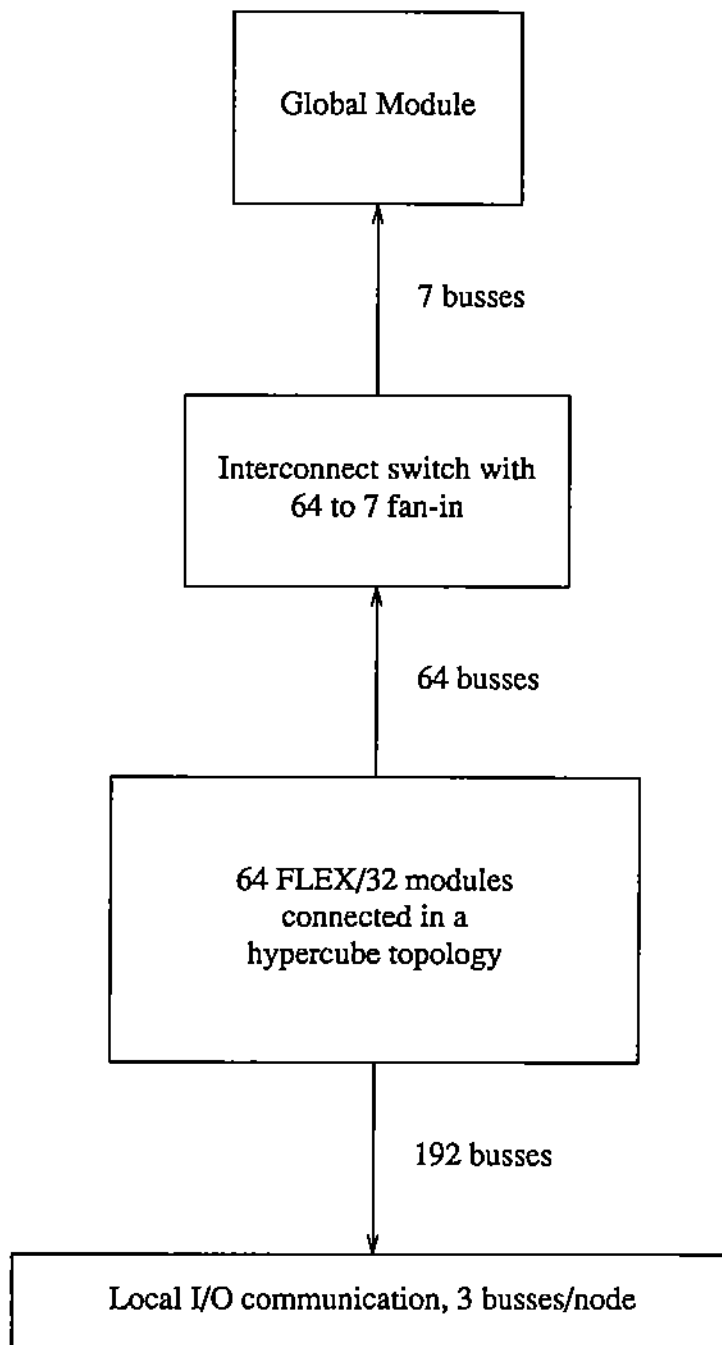 Global Module
7 busses
Interconnect switch with
64 to 7 fan-in
64 busses
64 FLEX/32 modules
connected in a
hypercube topology
192 busses
Local I/O communication, 3 busses/node